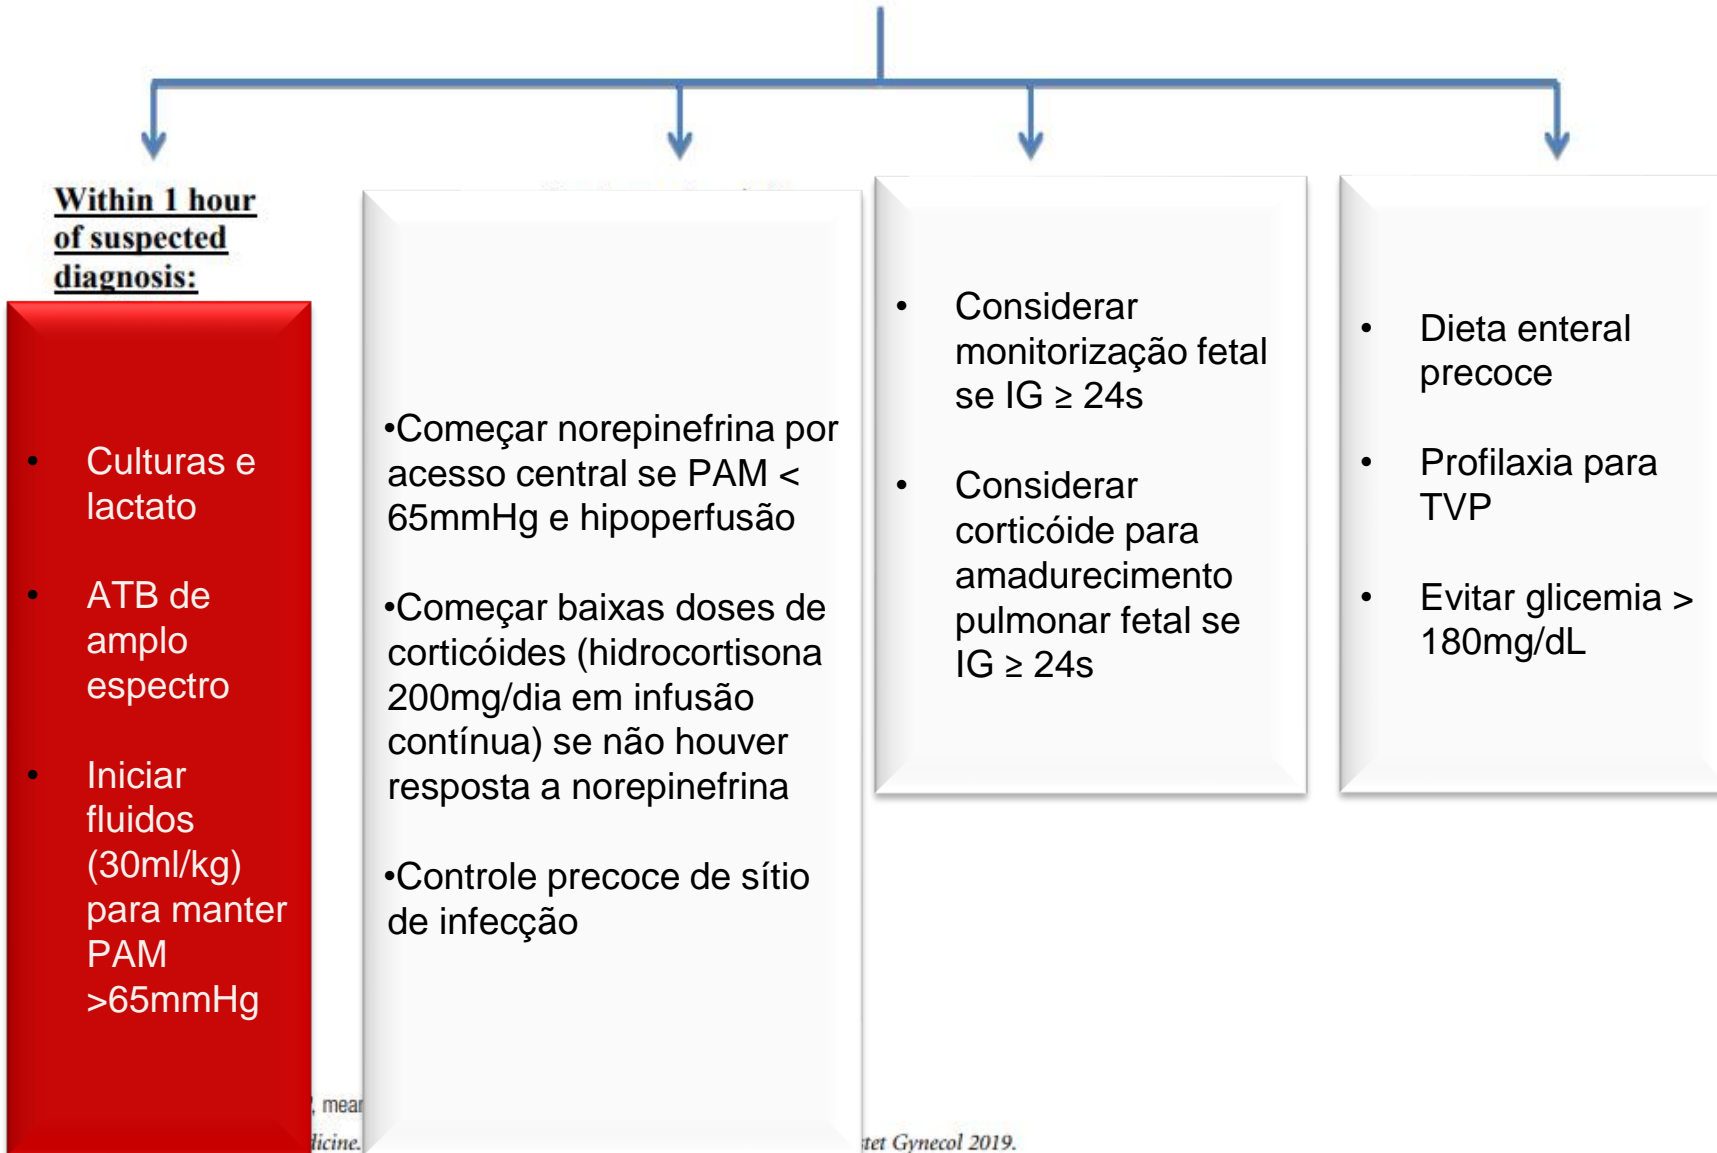 Within 1 hour
of suspected
diagnosis:
• Culturas e
lactato
• ATB de
amplo
espectro
• Iniciar
fluidos
(30ml/kg)
para manter
PAM
>65mmHg
•Começar norepinefrina por
acesso central se PAM <
65mmHg e hipoperfusão
•Começar baixas doses de
corticóides (hidrocortisona
200mg/dia em infusão
contínua) se não houver
resposta a norepinefrina
•Controle precoce de sítio
de infecção
• Considerar
monitorização fetal
se IG ≥ 24s
• Considerar
corticóide para
amadurecimento
pulmonar fetal se
IG ≥ 24s
• Dieta enteral
precoce
• Profilaxia para
TVP
• Evitar glicemia >
180mg/dL
Gynecol 2019.